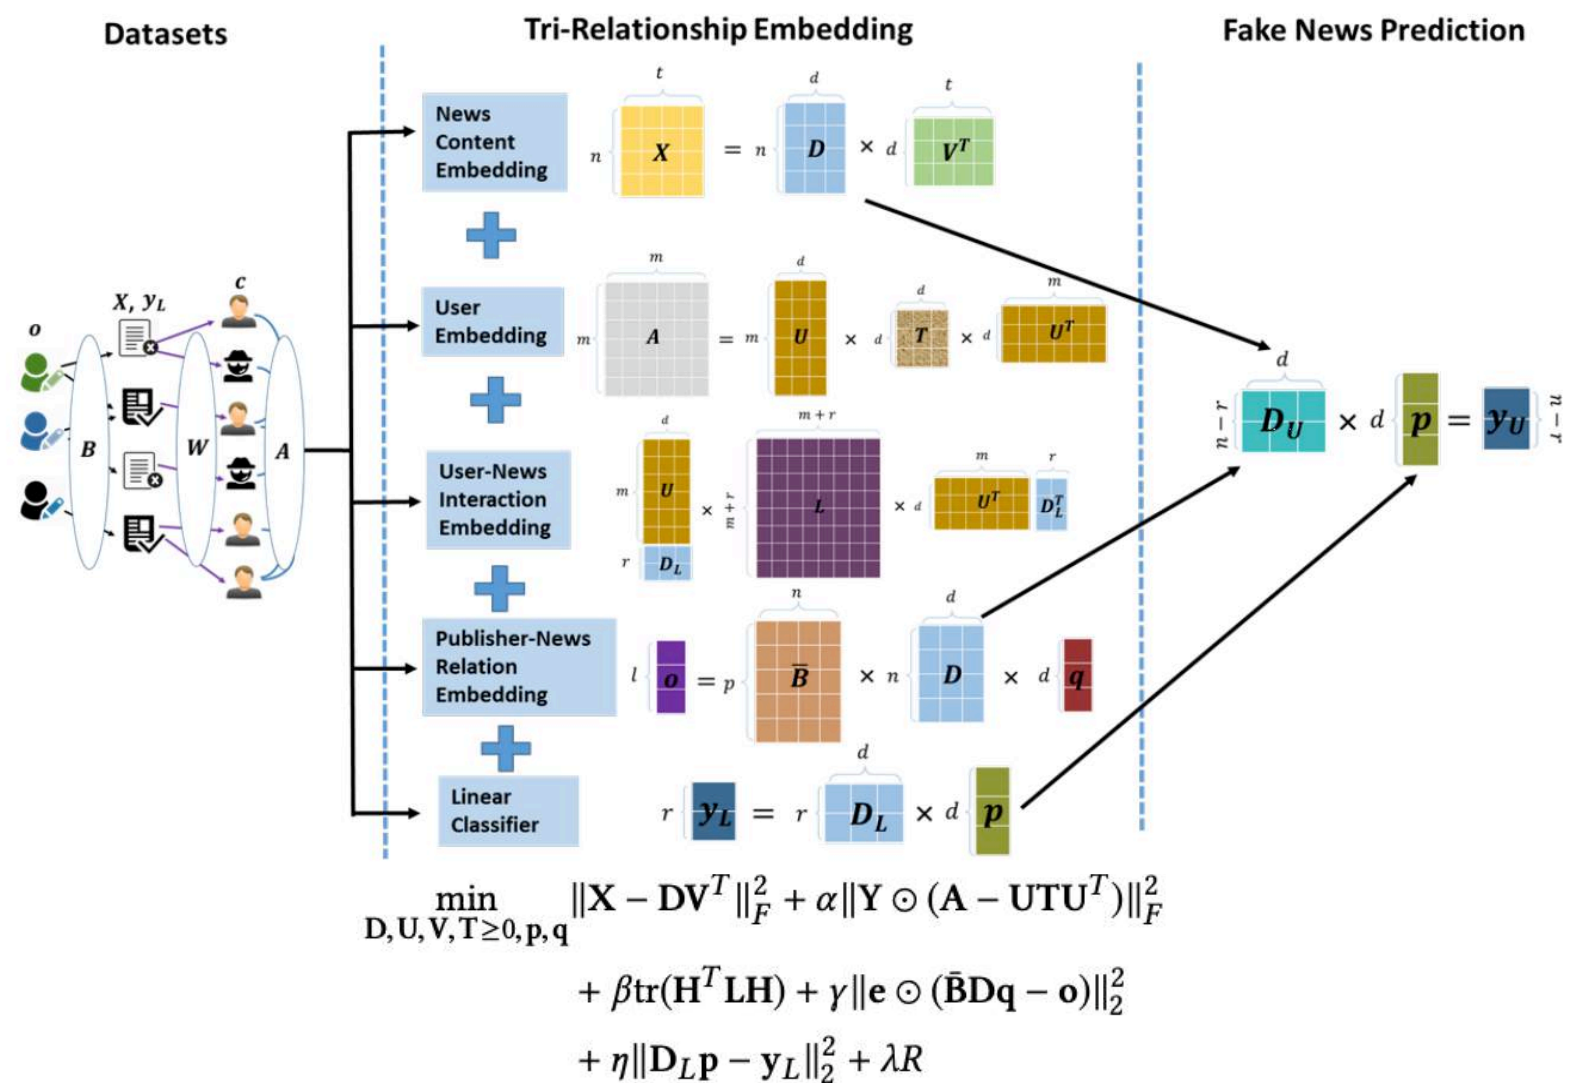 Datasets
Tri-Relationship Embedding
Fake News Prediction
o
X, y_L
c
B
W
A
News
Content
Embedding
t
n
X
=
d
n
D
×
t
d
V^T
User
Embedding
m
m
A
=
d
m
U
×
d
d
T
×
m
d
U^T
User-News
Interaction
Embedding
d
m
U
r
D_L
×
m + r
m + r
L
×
m
d
U^T
r
D_L^T
Publisher-News
Relation
Embedding
l
o
=
n
p
B̅
×
d
n
D
×
d
q
Linear
Classifier
r
y_L
=
d
r
D_L
×
d
p
d
n − r
D_U
×
d
p
=
y_U
n − r
min ‖X − DV^T‖_F^2 + α‖Y ⊙ (A − UTU^T)‖_F^2
D, U, V, T ≥0, p, q
+ βtr(H^T LH) + γ‖e ⊙ (B̄Dq − o)‖_2^2
+ η‖D_L p − y_L‖_2^2 + λR